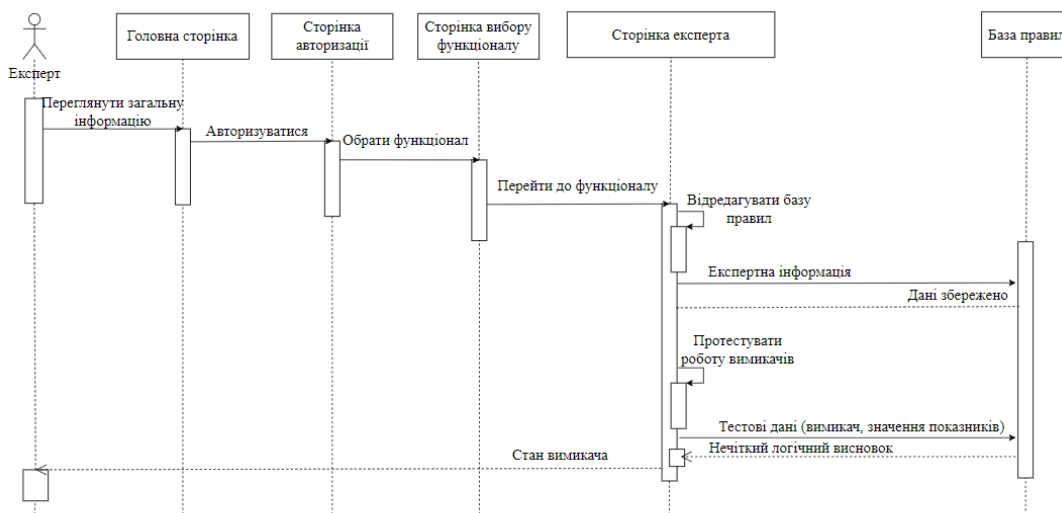 Експерт
Головна сторінка
Сторінка
авторизації
Сторінка вибору
функціоналу
Сторінка експерта
База правил
Переглянути загальну
інформацію
Авторизуватися
Обрати функціонал
Перейти до функціоналу
Відредагувати базу
правил
Експертна інформація
Дані збережено
Протестувати
роботу вимикачів
Тестові дані (вимикач, значення показників)
Нечіткий логічний висновок
Стан вимикача